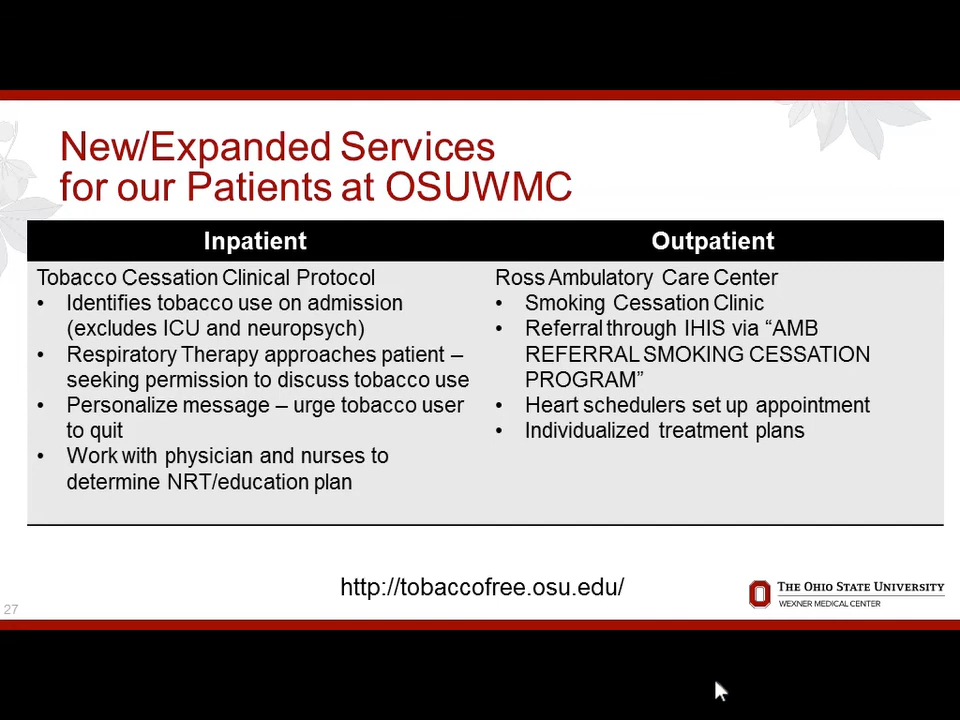 New/Expanded Services
for our Patients at OSUWMC
Inpatient
Tobacco Cessation Clinical Protocol
• Identifies tobacco use on admission
(excludes ICU and neuropsych)
• Respiratory Therapy approaches patient –
seeking permission to discuss tobacco use
• Personalize message – urge tobacco user
to quit
• Work with physician and nurses to
determine NRT/education plan
Outpatient
Ross Ambulatory Care Center
• Smoking Cessation Clinic
• Referral through IHIS via “AMB
REFERRAL SMOKING CESSATION
PROGRAM”
• Heart schedulers set up appointment
• Individualized treatment plans
http://tobaccofree.osu.edu/
THE OHIO STATE UNIVERSITY
WEXNER MEDICAL CENTER
27